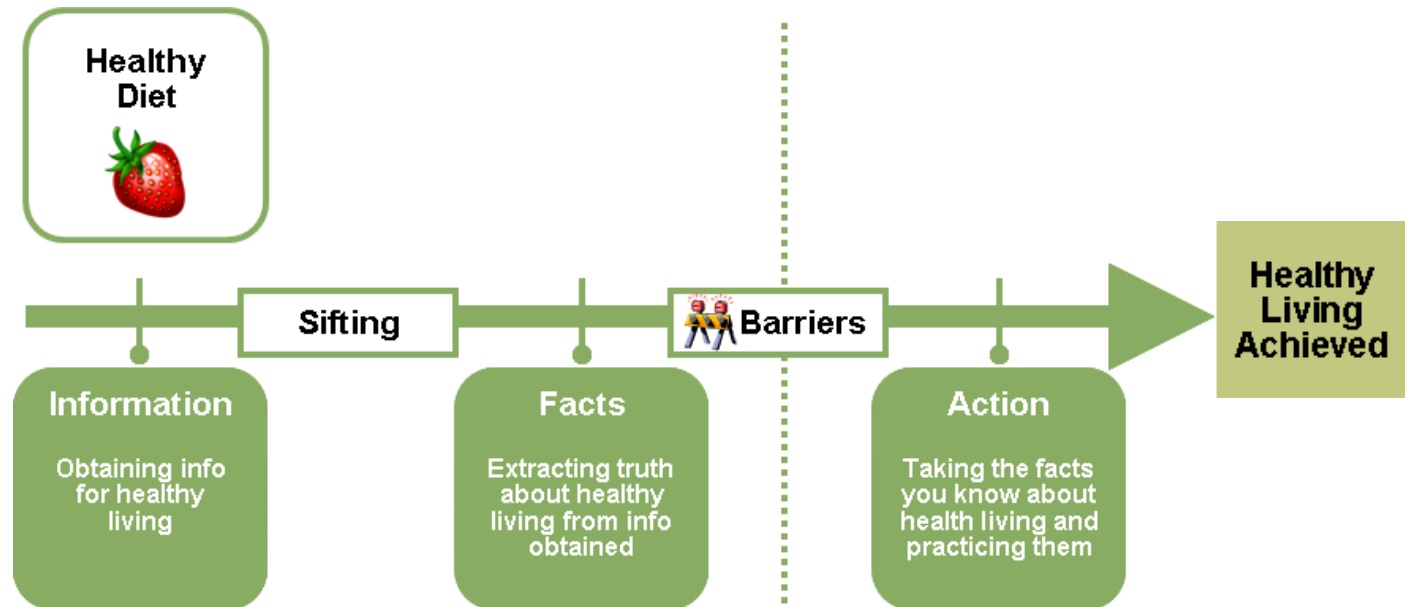 Healthy
Diet
Sifting
Barriers
Healthy
Living
Achieved
Information
Obtaining info
for healthy
living
Facts
Extracting truth
about healthy
living from info
obtained
Action
Taking the facts
you know about
health living and
practicing them